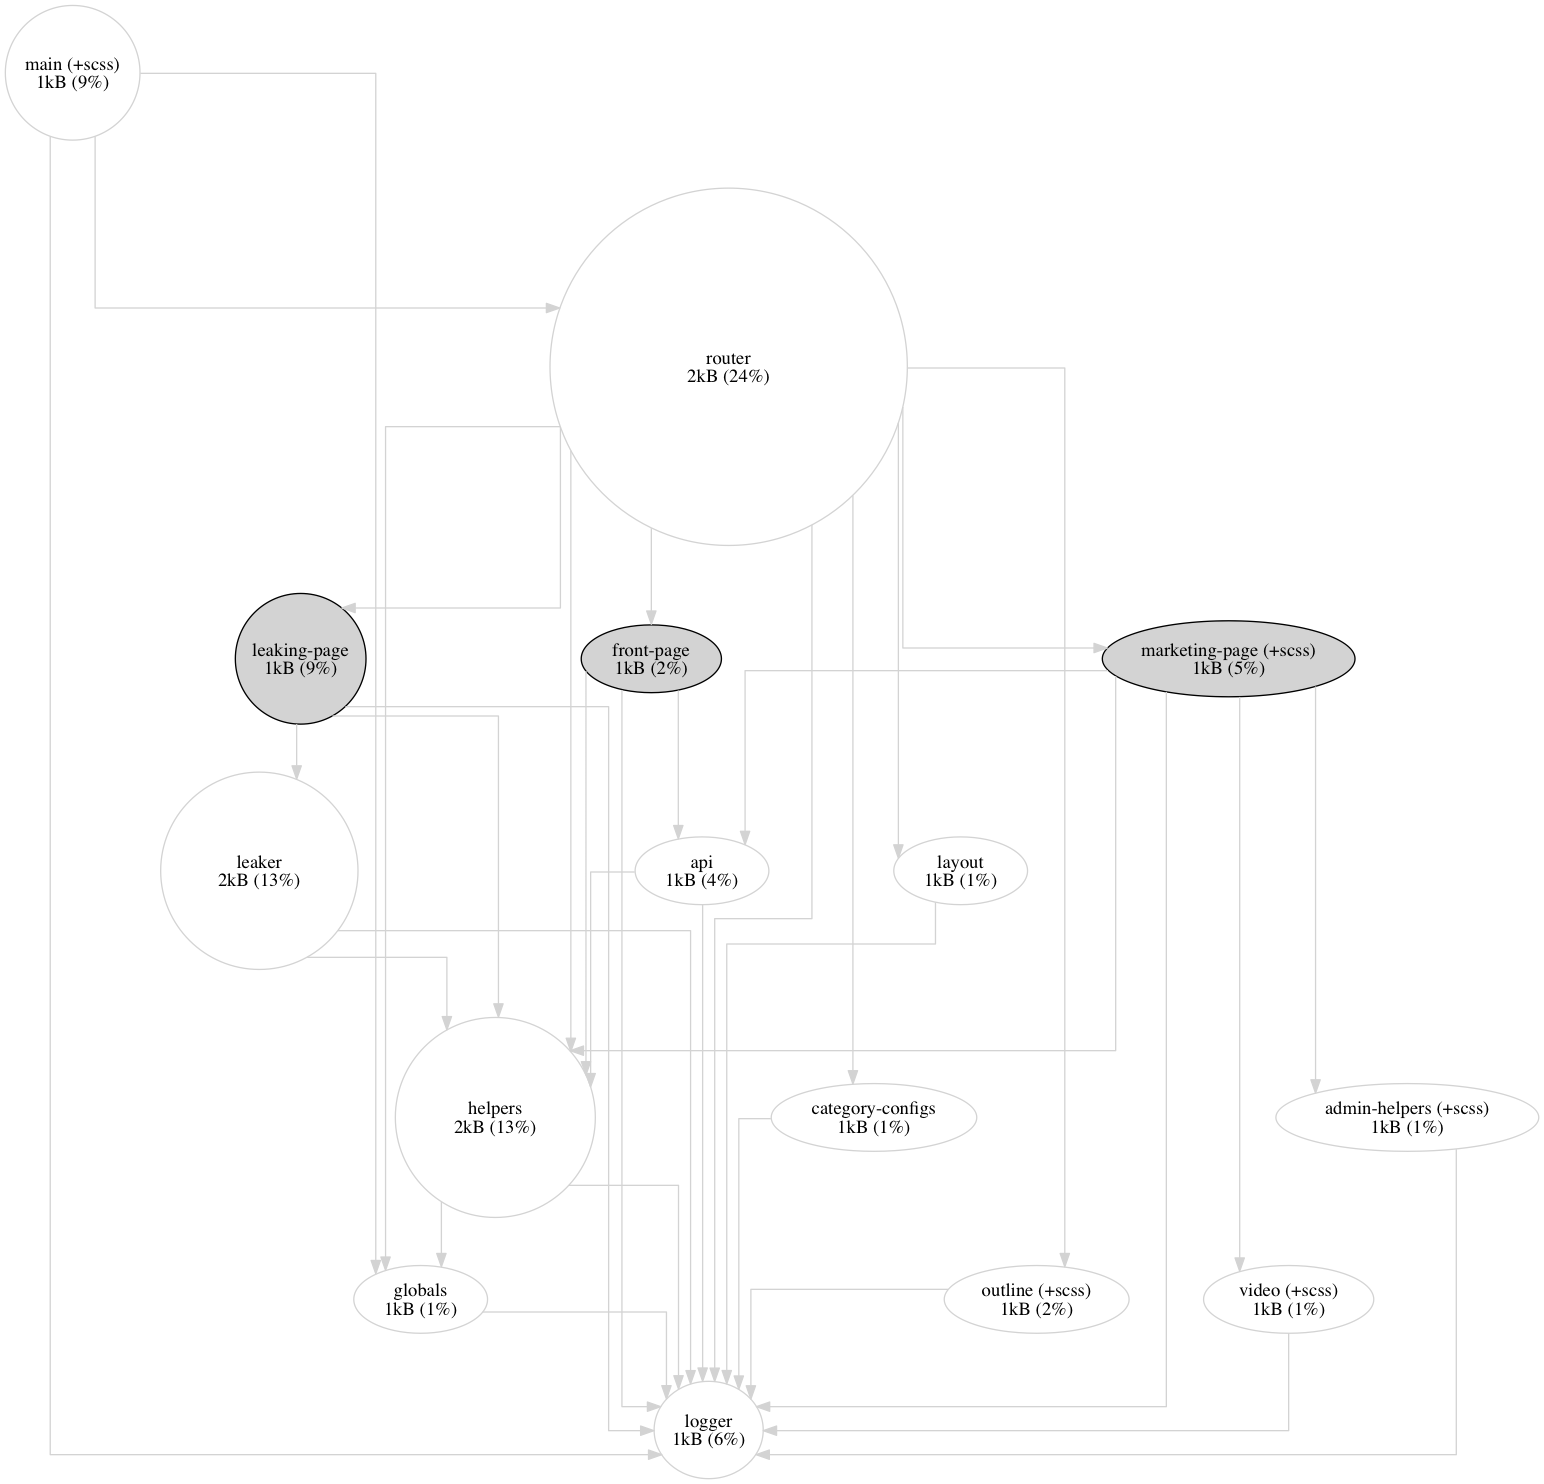 main (+scss)
1kB (9%)
router
2kB (24%)
leaking-page
1kB (9%)
front-page
1kB (2%)
marketing-page (+scss)
1kB (5%)
leaker
2kB (13%)
api
1kB (4%)
layout
1kB (1%)
helpers
2kB (13%)
category-configs
1kB (1%)
admin-helpers (+scss)
1kB (1%)
globals
1kB (1%)
outline (+scss)
1kB (2%)
video (+scss)
1kB (1%)
logger
1kB (6%)